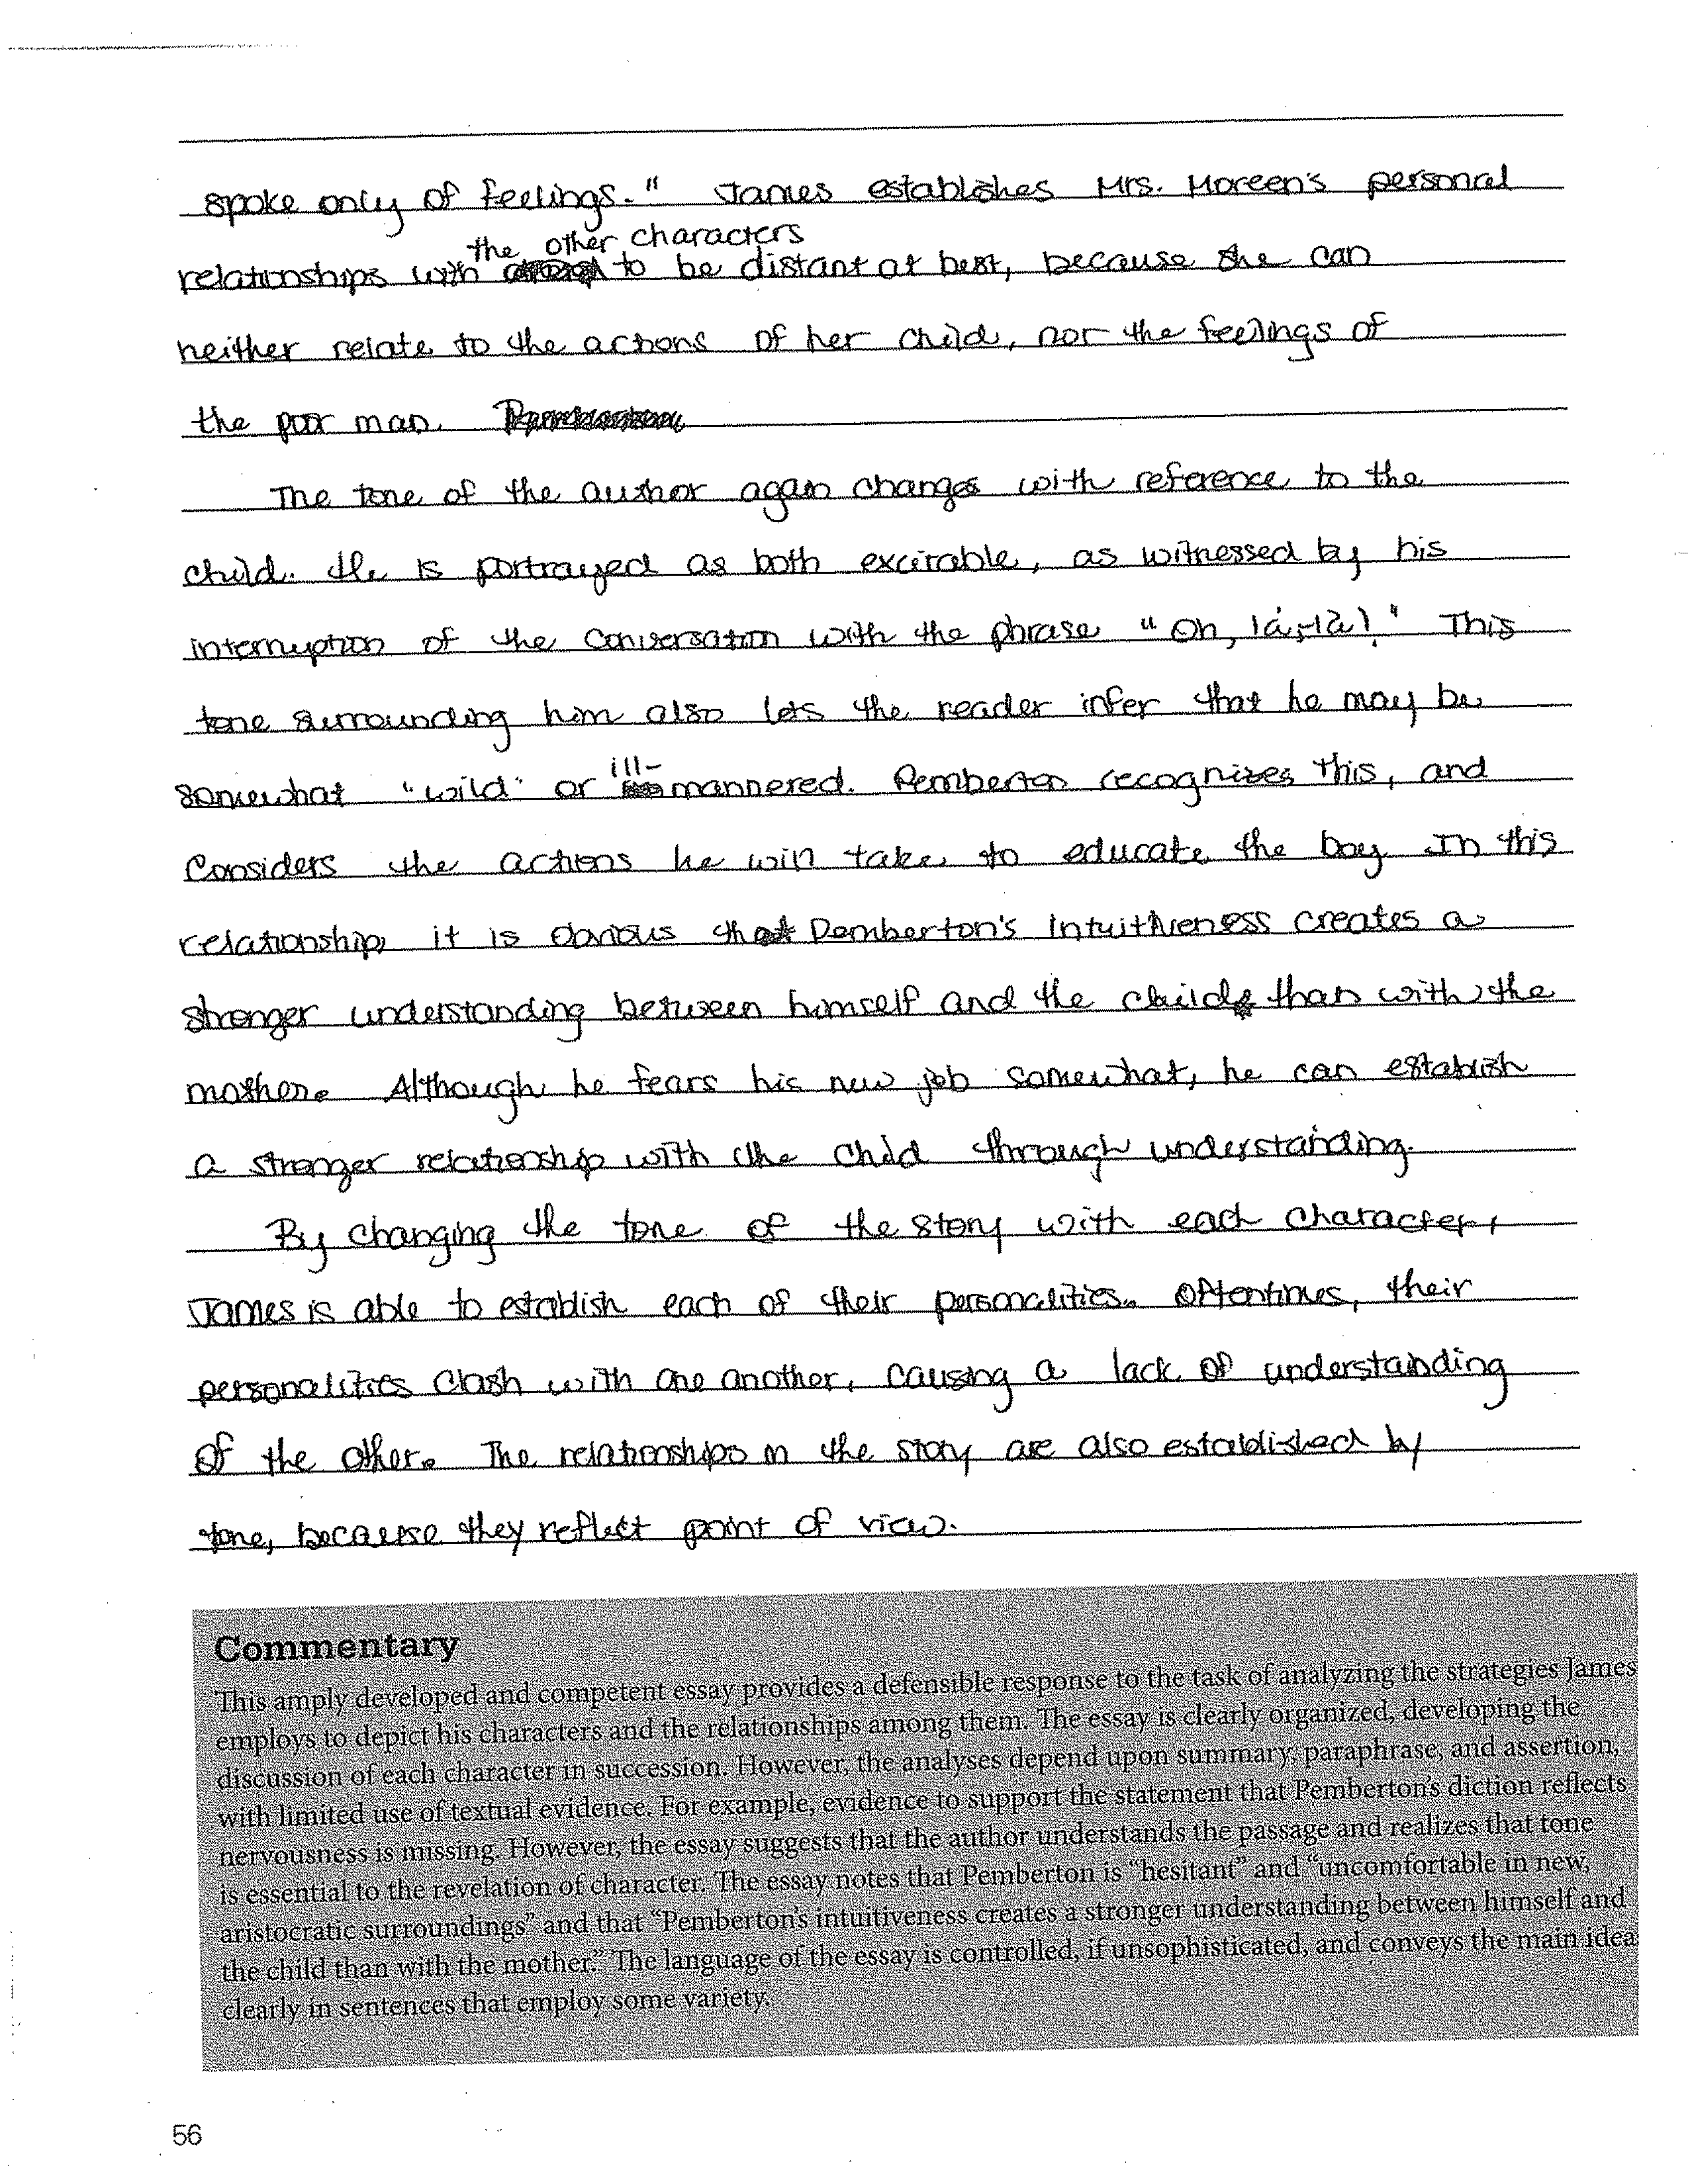 spoke only of feelings." James establishes Mrs. Moreen's personal
the other characters
relationships with to be distant at best, because she can
neither relate to the actions of her child, nor the feelings of
the poor man.
The tone of the author again changes with reference to the
child. He is portrayed as both excitable, as witnessed by his
interruption of the conversation with the phrase "Oh, là-là!" This
tone surrounding him also lets the reader infer that he may be
ill-
somewhat "wild" or mannered. Pemberton recognizes this, and
considers the actions he will take to educate the boy. In this
relationship, it is obvious that Pemberton's intuitiveness creates a
stronger understanding between himself and the child than with the
mother. Although he fears his new job somewhat, he can establish
a stronger relationship with the child through understanding.
By changing the tone of the story with each character,
James is able to establish each of their personalities. Oftentimes, their
personalities clash with one another, causing a lack of understanding
of the other. The relationships in the story are also established by
tone, because they reflect point of view.
Commentary
This amply developed and competent essay provides a defensible response to the task of analyzing the strategies James
employs to depict his characters and the relationships among them. The essay is clearly organized, developing the
discussion of each character in succession. However, the analyses depend upon summary, paraphrase, and assertion,
with limited use of textual evidence. For example, evidence to support the statement that Pemberton's diction reflects
nervousness is missing. However, the essay suggests that the author understands the passage and realizes that tone
is essential to the revelation of character. The essay notes that Pemberton is "hesitant" and "uncomfortable in new,
aristocratic surroundings" and that "Pemberton's intuitiveness creates a stronger understanding between himself and
the child than with the mother." The language of the essay is controlled, if unsophisticated, and conveys the main idea
clearly in sentences that employ some variety.
56